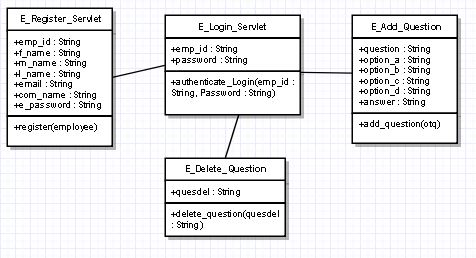 E_Register_Servlet
+emp_id : String
+f_name : String
+m_name : String
+l_name : String
+email : String
+com_name : String
+e_password : String
+register(employee)
E_Login_Servlet
+emp_id : String
+password : String
+authenticate_Login(emp_id :
String, Password : String)
E_Add_Question
+question : String
+option_a : String
+option_b : String
+option_c : String
+option_d : String
+answer : String
+add_question(otq)
E_Delete_Question
+quesdel : String
+delete_question(quesdel
: String)